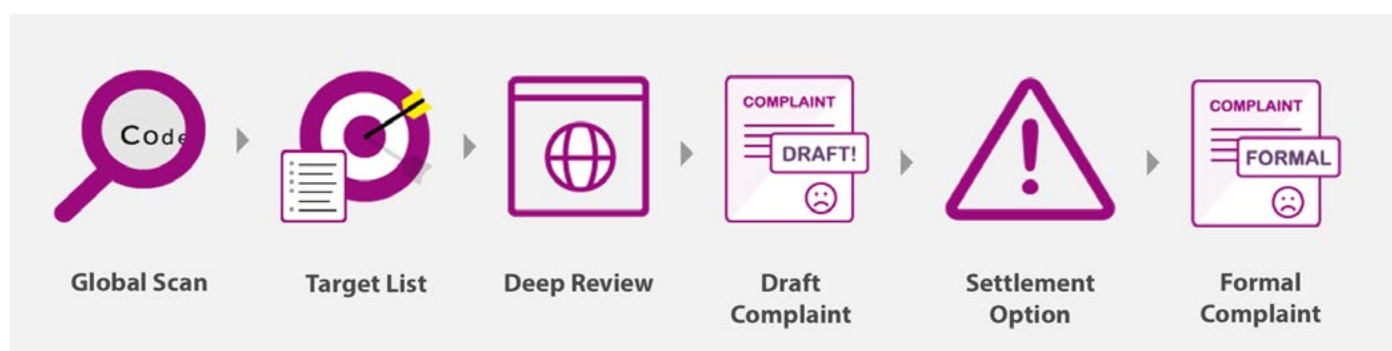 Code
Global Scan
Target List
Deep Review
COMPLAINT
DRAFT!
Draft
Complaint
Settlement
Option
COMPLAINT
FORMAL
Formal
Complaint